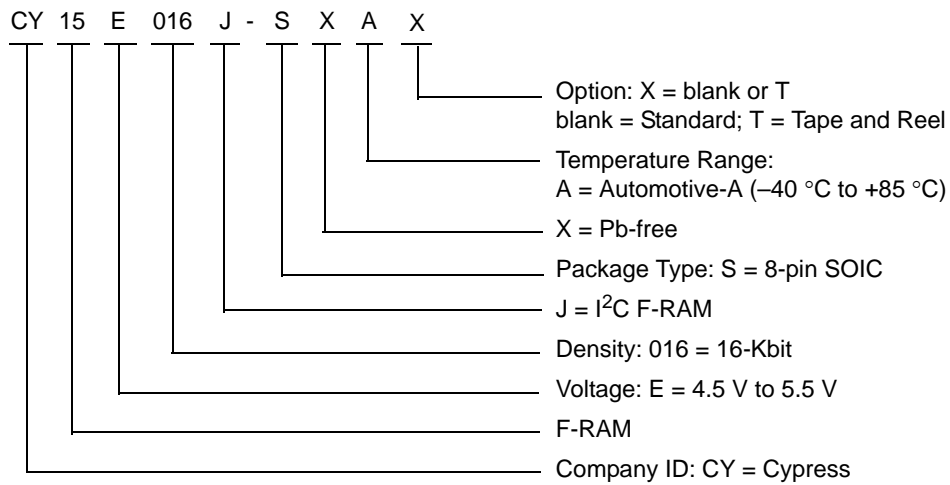 CY 15 E 016 J - S X A X
Option: X = blank or T
blank = Standard; T = Tape and Reel
Temperature Range:
A = Automotive-A (–40 °C to +85 °C)
X = Pb-free
Package Type: S = 8-pin SOIC
J = I²C F-RAM
Density: 016 = 16-Kbit
Voltage: E = 4.5 V to 5.5 V
F-RAM
Company ID: CY = Cypress